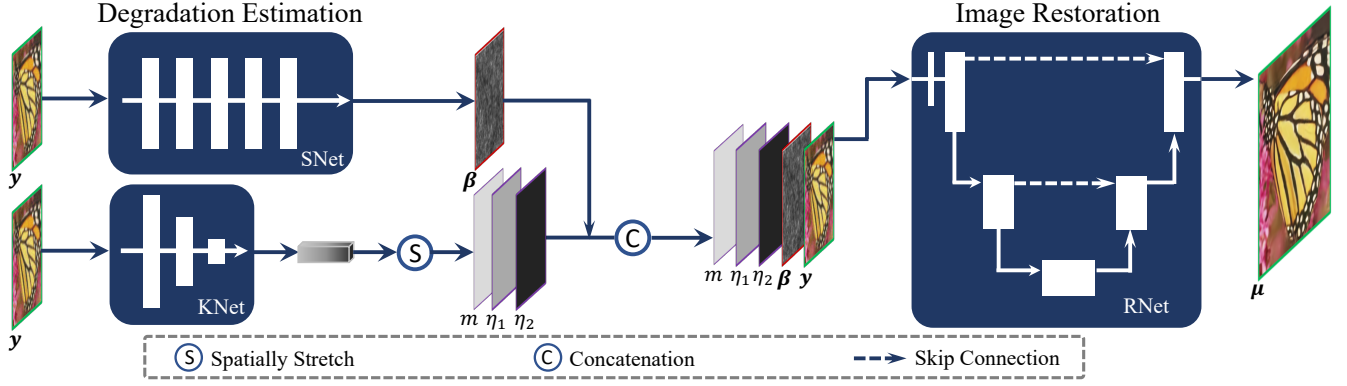 Degradation Estimation
Image Restoration
y
SNet
β
y
KNet
S
m η₁ η₂
C
m η₁ η₂ β y
RNet
μ
S Spatially Stretch
C Concatenation
Skip Connection